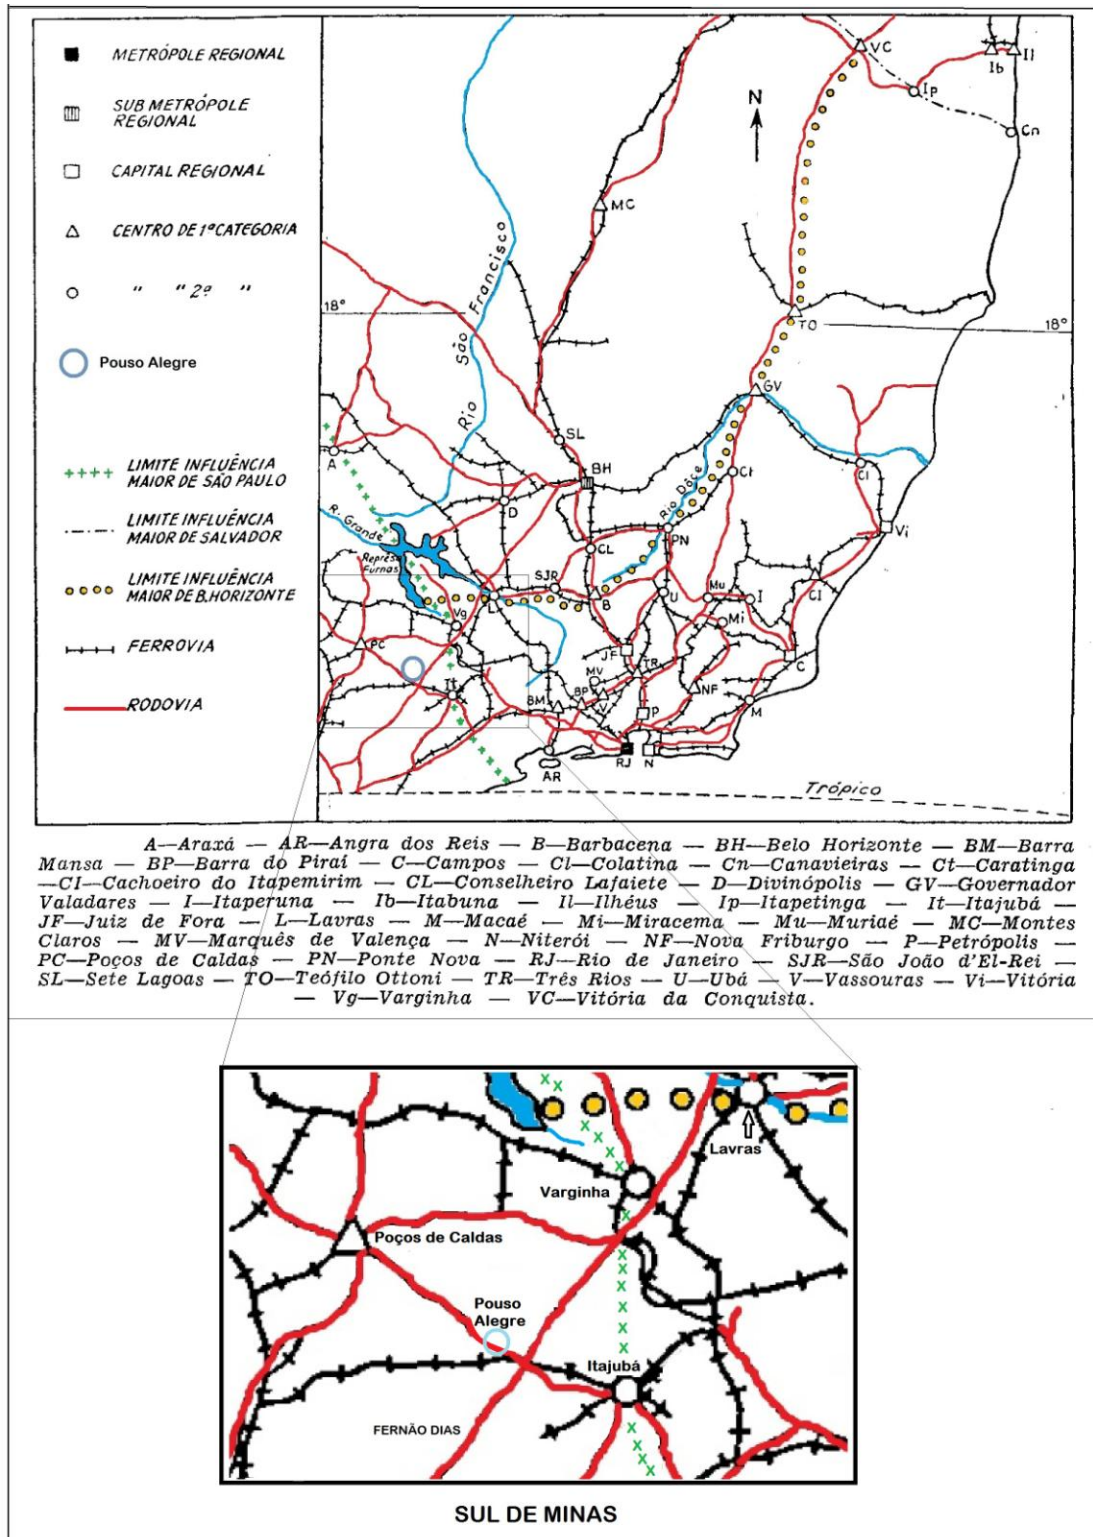 METRÓPOLE REGIONAL
SUB METRÓPOLE
REGIONAL
CAPITAL REGIONAL
CENTRO DE 1ª CATEGORIA
" " 2ª "
Pouso Alegre
LIMITE INFLUÊNCIA
MAIOR DE SÃO PAULO
LIMITE INFLUÊNCIA
MAIOR DE SALVADOR
LIMITE INFLUÊNCIA
MAIOR DE B. HORIZONTE
FERROVIA
RODOVIA
VC
Ib
Il
Ip
Cn
N
MC
Rio São Francisco
18°
18°
TO
GV
SL
A
BH
Rio Dôce
Ct
Cl
D
R. Grande
PN
Vi
CL
Represa
Furnas
SJR
L
B
U
Mu
I
CI
Vg
Mi
PC
JF
TR
C
MV
It
BP
NF
BM
V
P
M
AR
RJ
N
Trópico
A—Araxá — AR—Angra dos Reis — B—Barbacena — BH—Belo Horizonte — BM—Barra
Mansa — BP—Barra do Piraí — C—Campos — Cl—Colatina — Cn—Canavieiras — Ct—Caratinga
—CI—Cachoeiro do Itapemirim — CL—Conselheiro Lafaiete — D—Divinópolis — GV—Governador
Valadares — I—Itaperuna — Ib—Itabuna — Il—Ilhéus — Ip—Itapetinga — It—Itajubá —
JF—Juiz de Fora — L—Lavras — M—Macaé — Mi—Miracema — Mu—Muriaé — MC—Montes
Claros — MV—Marquês de Valença — N—Niterói — NF—Nova Friburgo — P—Petrópolis —
PC—Poços de Caldas — PN—Ponte Nova — RJ—Rio de Janeiro — SJR—São João d'El-Rei —
SL—Sete Lagoas — TO—Teófilo Ottoni — TR—Três Rios — U—Ubá — V—Vassouras — Vi—Vitória
— Vg—Varginha — VC—Vitória da Conquista.
Lavras
Varginha
Poços de Caldas
Pouso
Alegre
Itajubá
FERNÃO DIAS
SUL DE MINAS